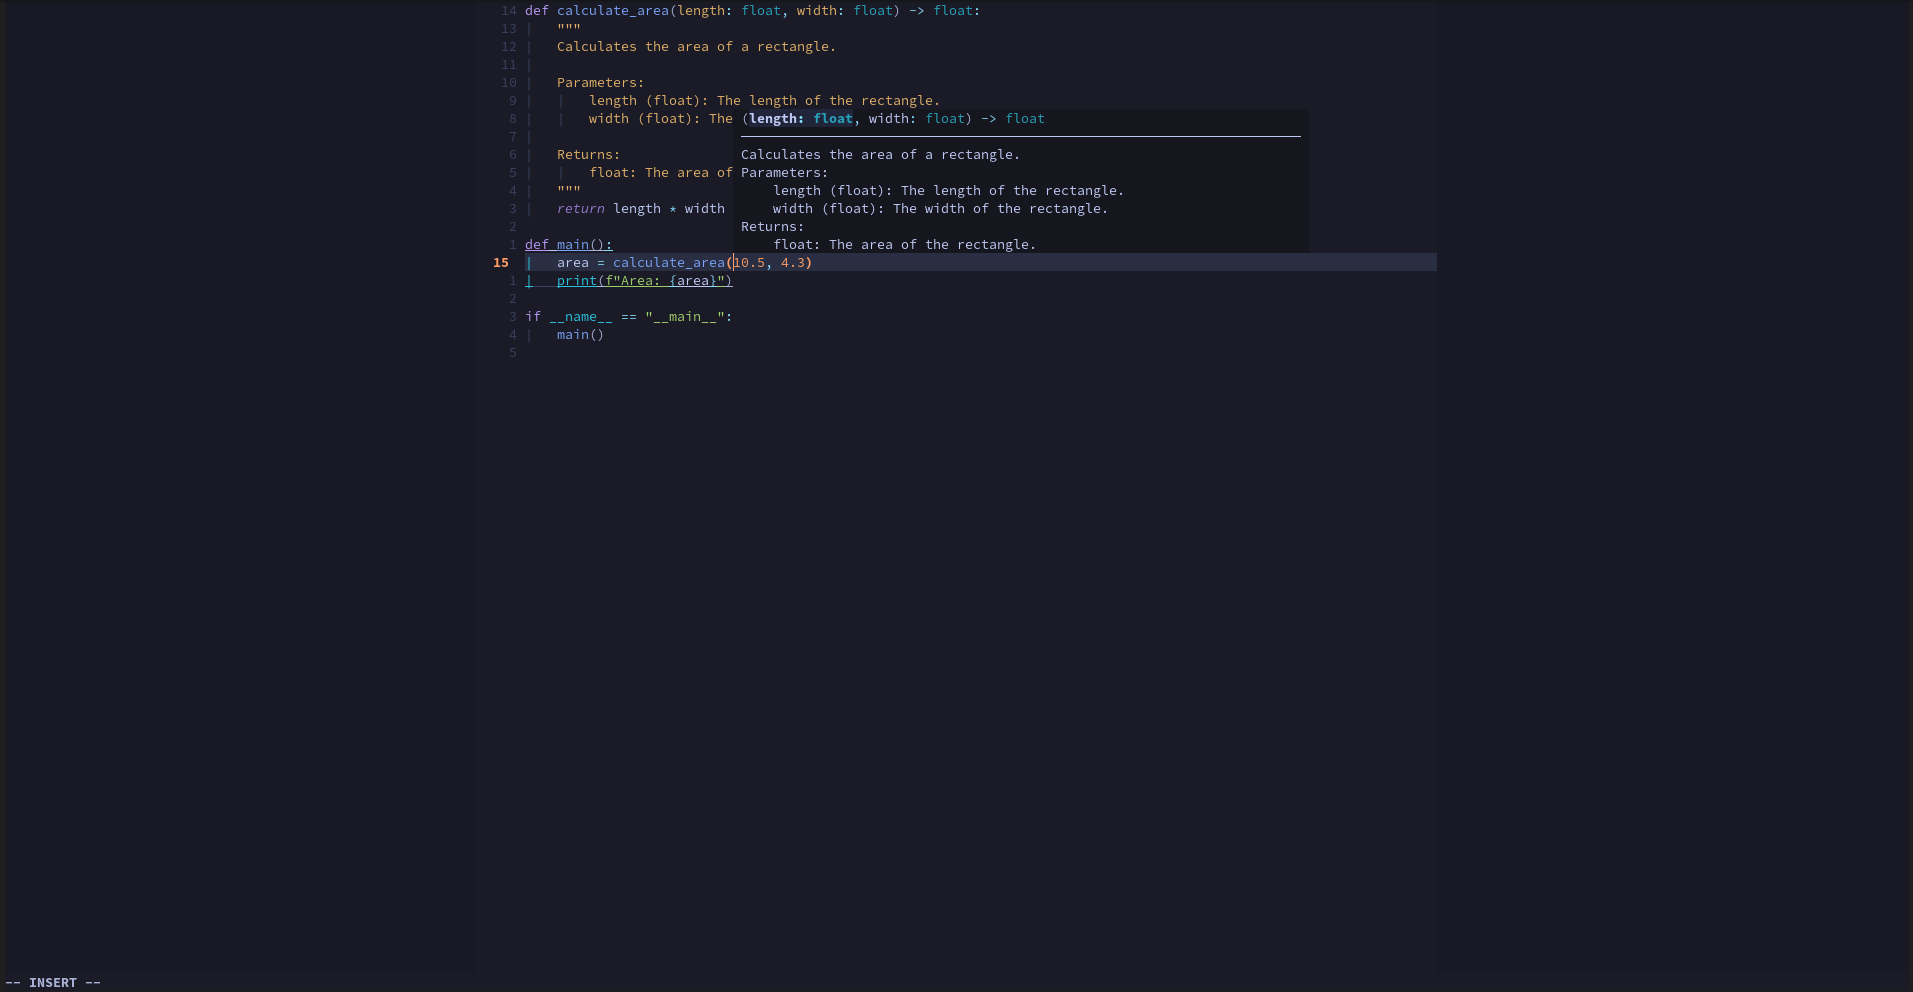 14 def calculate_area(length: float, width: float) -> float:
13 """
12 Calculates the area of a rectangle.
11
10 Parameters:
9 length (float): The length of the rectangle.
8 width (float): The (length: float, width: float) -> float
7
6 Returns: Calculates the area of a rectangle.
5 float: The area of Parameters:
4 """ length (float): The length of the rectangle.
3 return length * width width (float): The width of the rectangle.
2 Returns:
1 def main(): float: The area of the rectangle.
15 area = calculate_area(10.5, 4.3)
1 print(f"Area: {area}")
2
3 if __name__ == "__main__":
4 main()
5
-- INSERT --